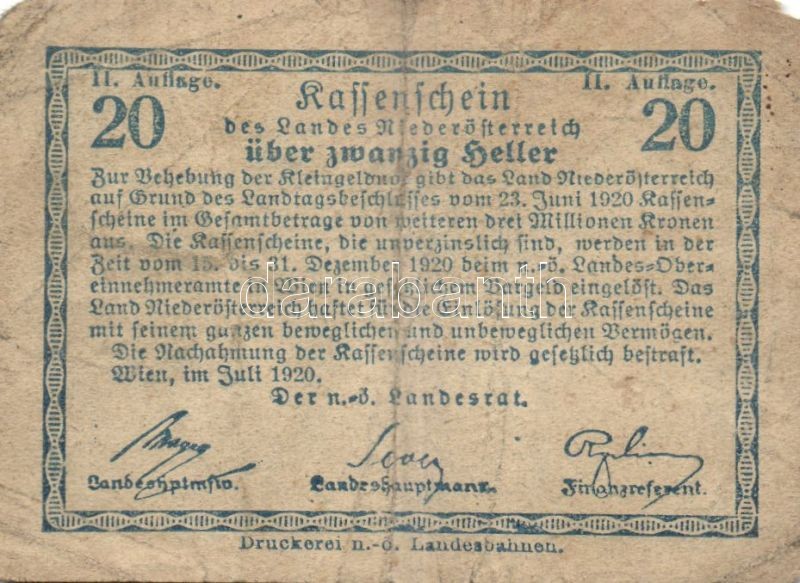 II. Auflage. II. Auflage.
20 Kassenschein 20
des Landes Niederösterreich
über zwanzig Heller
Zur Behebung der Kleingeldnot gibt das Land Niederösterreich
auf Grund des Landtagsbeschlusses vom 23. Juni 1920 Kassen-
scheine im Gesamtbetrage von weiteren drei Millionen Kronen
aus. Die Kassenscheine, die unverzinslich sind, werden in der
Zeit vom 15. bis 31. Dezember 1920 beim n.-ö. Landes-Ober-
einnehmeramte in Wien in gesetzlichem Bargeld eingelöst. Das
Land Niederösterreich haftet für die Einlösung der Kassenscheine
mit seinem ganzen beweglichen und unbeweglichen Vermögen.
Die Nachahmung der Kassenscheine wird gesetzlich bestraft.
Wien, im Juli 1920.
Der n.-ö. Landesrat.
Landeshptmstv. Landeshauptmann. Finanzreferent.
Druckerei n.-ö. Landesbahnen.
darabanth